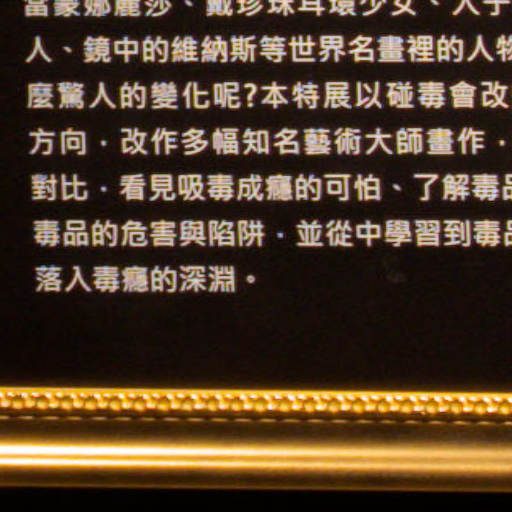 當蒙娜麗莎、戴珍珠耳環少女、人于
人、鏡中的維納斯等世界名畫裡的人物
麼驚人的變化呢?本特展以碰毒會改
方向,改作多幅知名藝術大師畫作,
對比,看見吸毒成癮的可怕、了解毒品
毒品的危害與陷阱,並從中學習到毒品
落入毒癮的深淵。